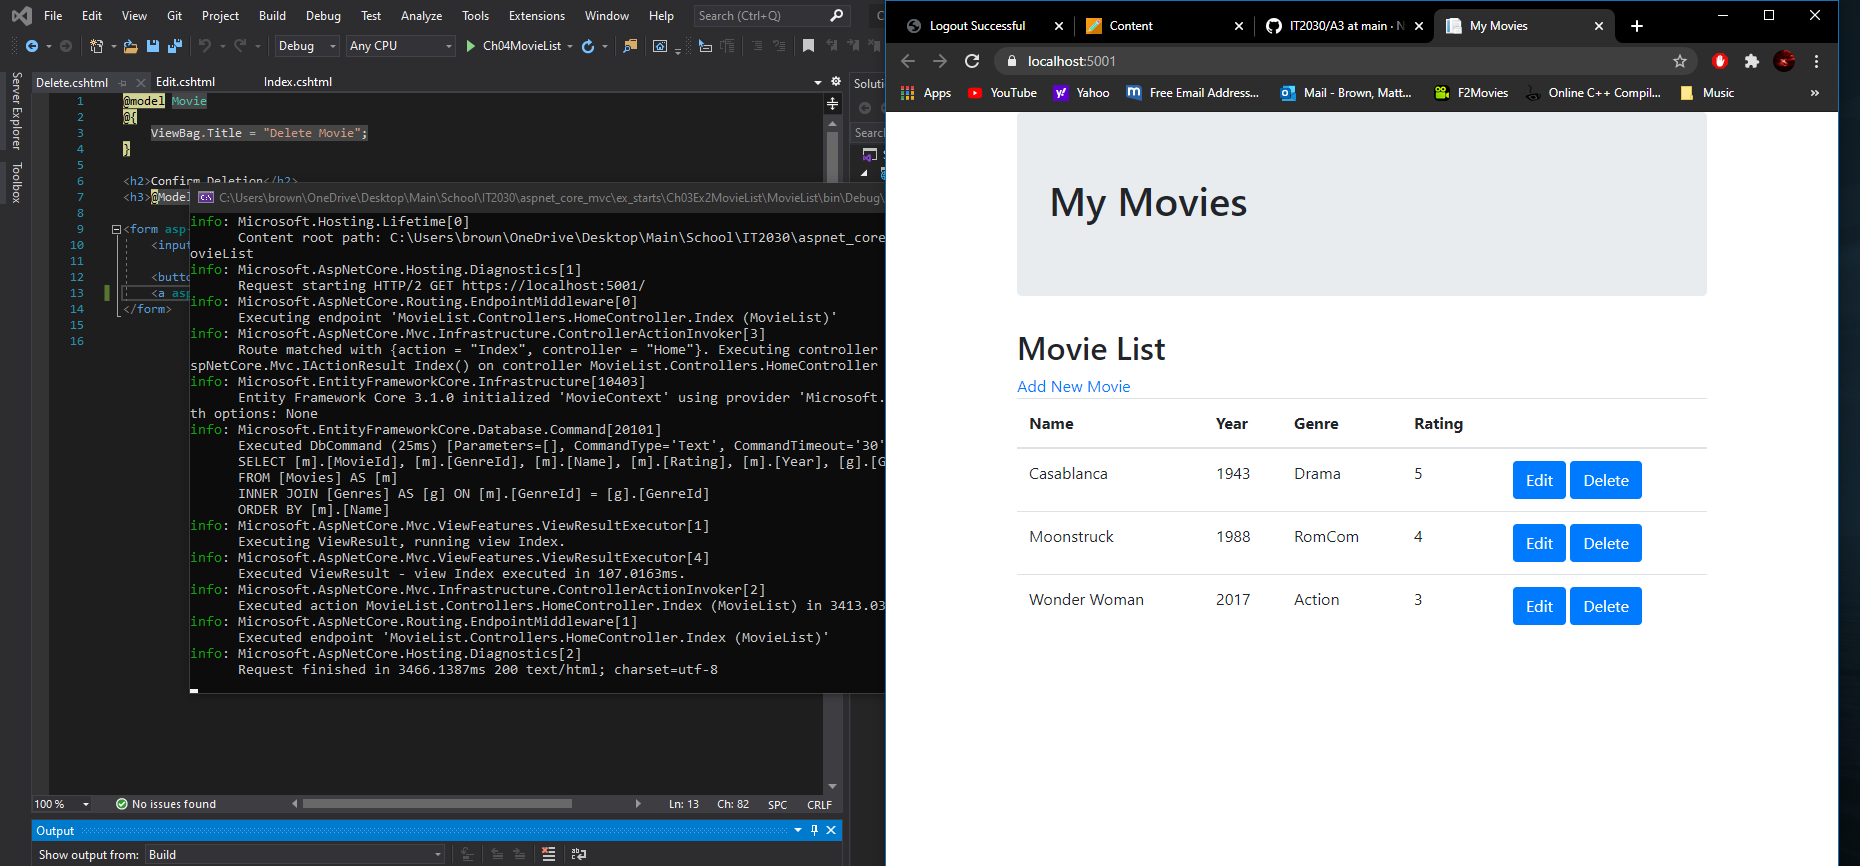 File Edit View Git Project Build Debug Test Analyze Tools Extensions Window Help Search (Ctrl+Q)
Debug Any CPU Ch04MovieList
Server Explorer
Toolbox
Delete.cshtml Edit.cshtml Index.cshtml
1 @model Movie
2 @{
3 ViewBag.Title = "Delete Movie";
4 }
5
6 <h2>Confirm Deletion</h2>
7 <h3>@Model
8
9 <form asp
10 <input
11
12 <butto
13 <a asp
14 </form>
15
16
C:\Users\brown\OneDrive\Desktop\Main\School\IT2030\aspnet_core_mvc\ex_starts\Ch03Ex2MovieList\MovieList\bin\Debug\
info: Microsoft.Hosting.Lifetime[0]
Content root path: C:\Users\brown\OneDrive\Desktop\Main\School\IT2030\aspnet_core
ovieList
info: Microsoft.AspNetCore.Hosting.Diagnostics[1]
Request starting HTTP/2 GET https://localhost:5001/
info: Microsoft.AspNetCore.Routing.EndpointMiddleware[0]
Executing endpoint 'MovieList.Controllers.HomeController.Index (MovieList)'
info: Microsoft.AspNetCore.Mvc.Infrastructure.ControllerActionInvoker[3]
Route matched with {action = "Index", controller = "Home"}. Executing controller
spNetCore.Mvc.IActionResult Index() on controller MovieList.Controllers.HomeController
info: Microsoft.EntityFrameworkCore.Infrastructure[10403]
Entity Framework Core 3.1.0 initialized 'MovieContext' using provider 'Microsoft.
th options: None
info: Microsoft.EntityFrameworkCore.Database.Command[20101]
Executed DbCommand (25ms) [Parameters=[], CommandType='Text', CommandTimeout='30'
SELECT [m].[MovieId], [m].[GenreId], [m].[Name], [m].[Rating], [m].[Year], [g].[G
FROM [Movies] AS [m]
INNER JOIN [Genres] AS [g] ON [m].[GenreId] = [g].[GenreId]
ORDER BY [m].[Name]
info: Microsoft.AspNetCore.Mvc.ViewFeatures.ViewResultExecutor[1]
Executing ViewResult, running view Index.
info: Microsoft.AspNetCore.Mvc.ViewFeatures.ViewResultExecutor[4]
Executed ViewResult - view Index executed in 107.0163ms.
info: Microsoft.AspNetCore.Mvc.Infrastructure.ControllerActionInvoker[2]
Executed action MovieList.Controllers.HomeController.Index (MovieList) in 3413.03
info: Microsoft.AspNetCore.Routing.EndpointMiddleware[1]
Executed endpoint 'MovieList.Controllers.HomeController.Index (MovieList)'
info: Microsoft.AspNetCore.Hosting.Diagnostics[2]
Request finished in 3466.1387ms 200 text/html; charset=utf-8
100 % No issues found Ln: 13 Ch: 82 SPC CRLF
Output
Show output from: Build
Solutio
Searc
Logout Successful Content IT2030/A3 at main · N My Movies
localhost:5001
Apps YouTube Yahoo Free Email Address... Mail - Brown, Matt... F2Movies Online C++ Compil... Music »
My Movies
Movie List
Add New Movie
Name Year Genre Rating
Casablanca 1943 Drama 5 Edit Delete
Moonstruck 1988 RomCom 4 Edit Delete
Wonder Woman 2017 Action 3 Edit Delete